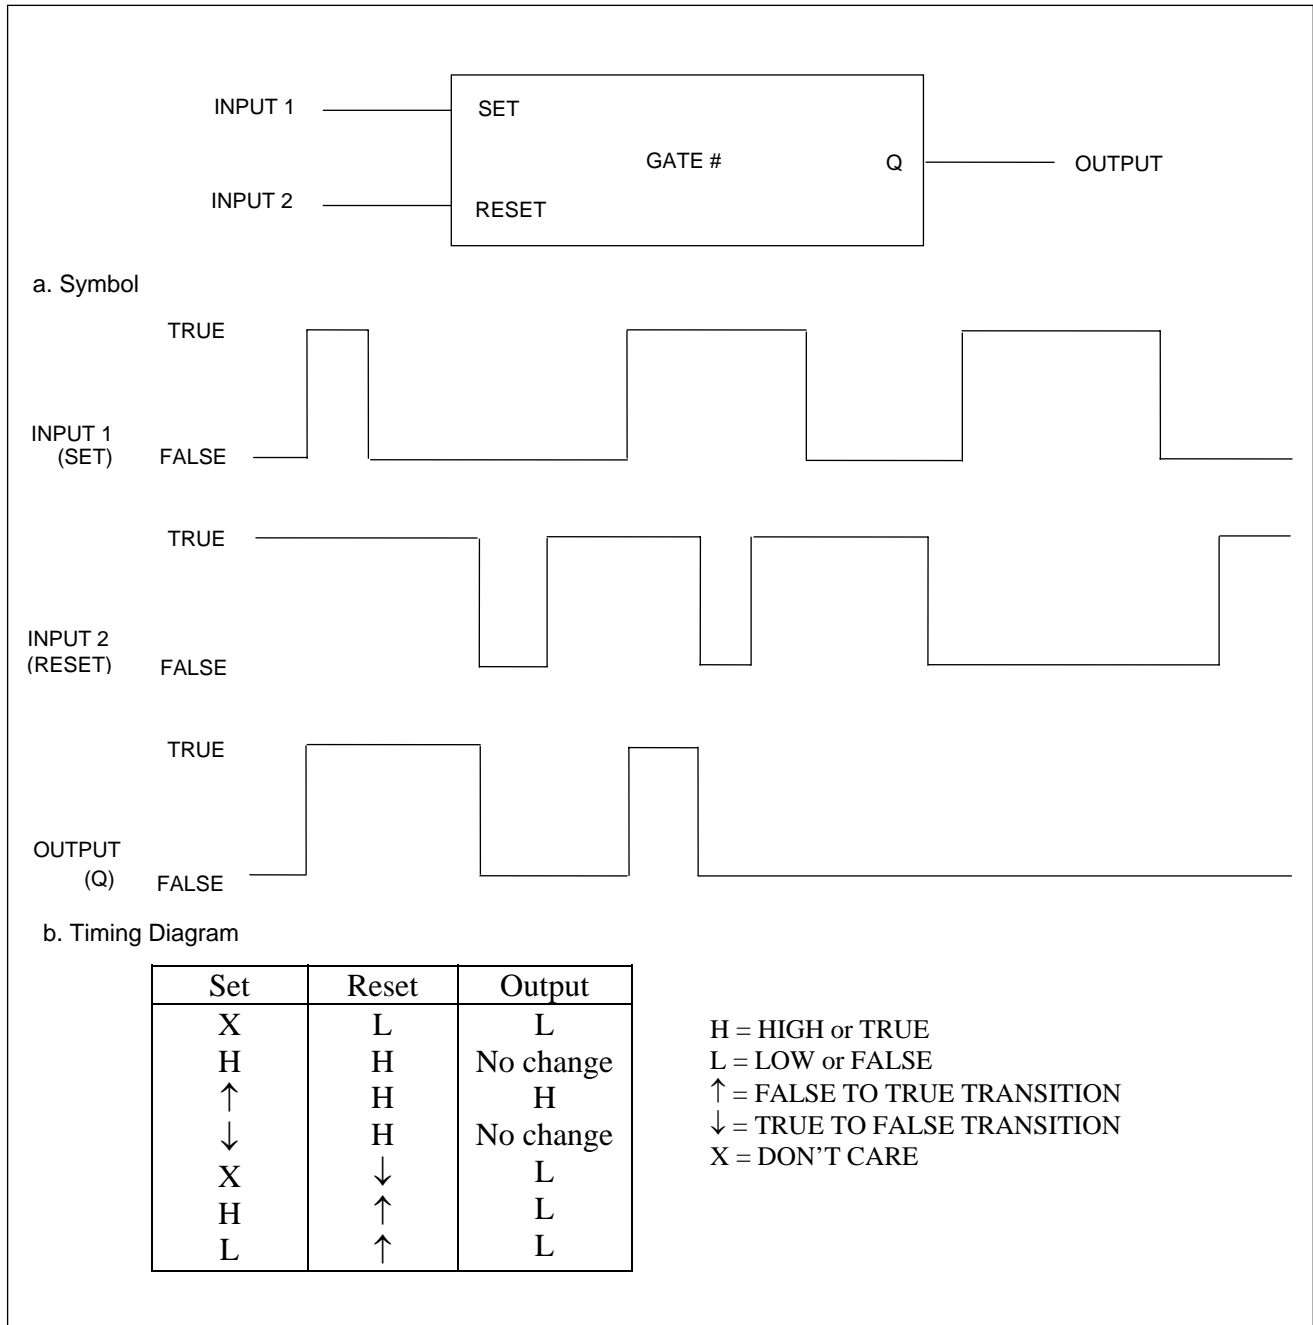 INPUT 1
SET
GATE #
Q
OUTPUT
INPUT 2
RESET
a. Symbol
TRUE
INPUT 1
(SET)
FALSE
TRUE
INPUT 2
(RESET)
FALSE
TRUE
OUTPUT
(Q)
FALSE
b. Timing Diagram
Set Reset Output
X L L
H H No change
↑ H H
↓ H No change
X ↓ L
H ↑ L
L ↑ L
H = HIGH or TRUE
L = LOW or FALSE
↑ = FALSE TO TRUE TRANSITION
↓ = TRUE TO FALSE TRANSITION
X = DON'T CARE